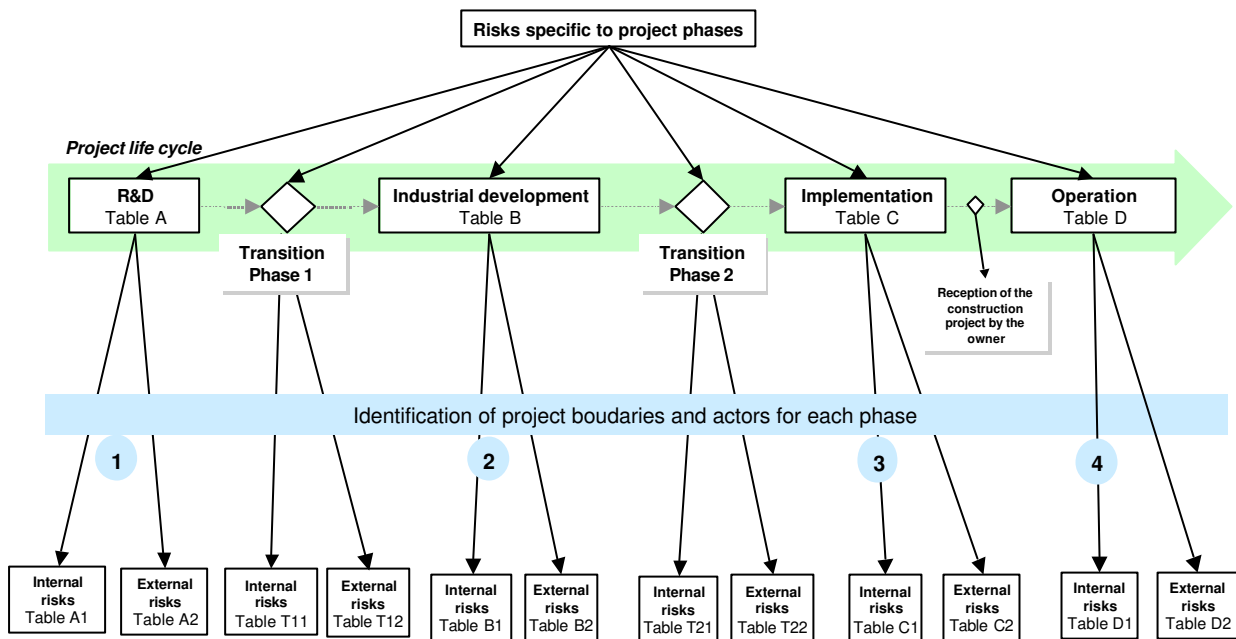 Risks specific to project phases
Project life cycle
R&D
Table A
Industrial development
Table B
Implementation
Table C
Operation
Table D
Transition
Phase 1
Transition
Phase 2
Reception of the
construction
project by the
owner
Identification of project boudaries and actors for each phase
1
2
3
4
Internal
risks
Table A1
External
risks
Table A2
Internal
risks
Table T11
External
risks
Table T12
Internal
risks
Table B1
External
risks
Table B2
Internal
risks
Table T21
External
risks
Table T22
Internal
risks
Table C1
External
risks
Table C2
Internal
risks
Table D1
External
risks
Table D2